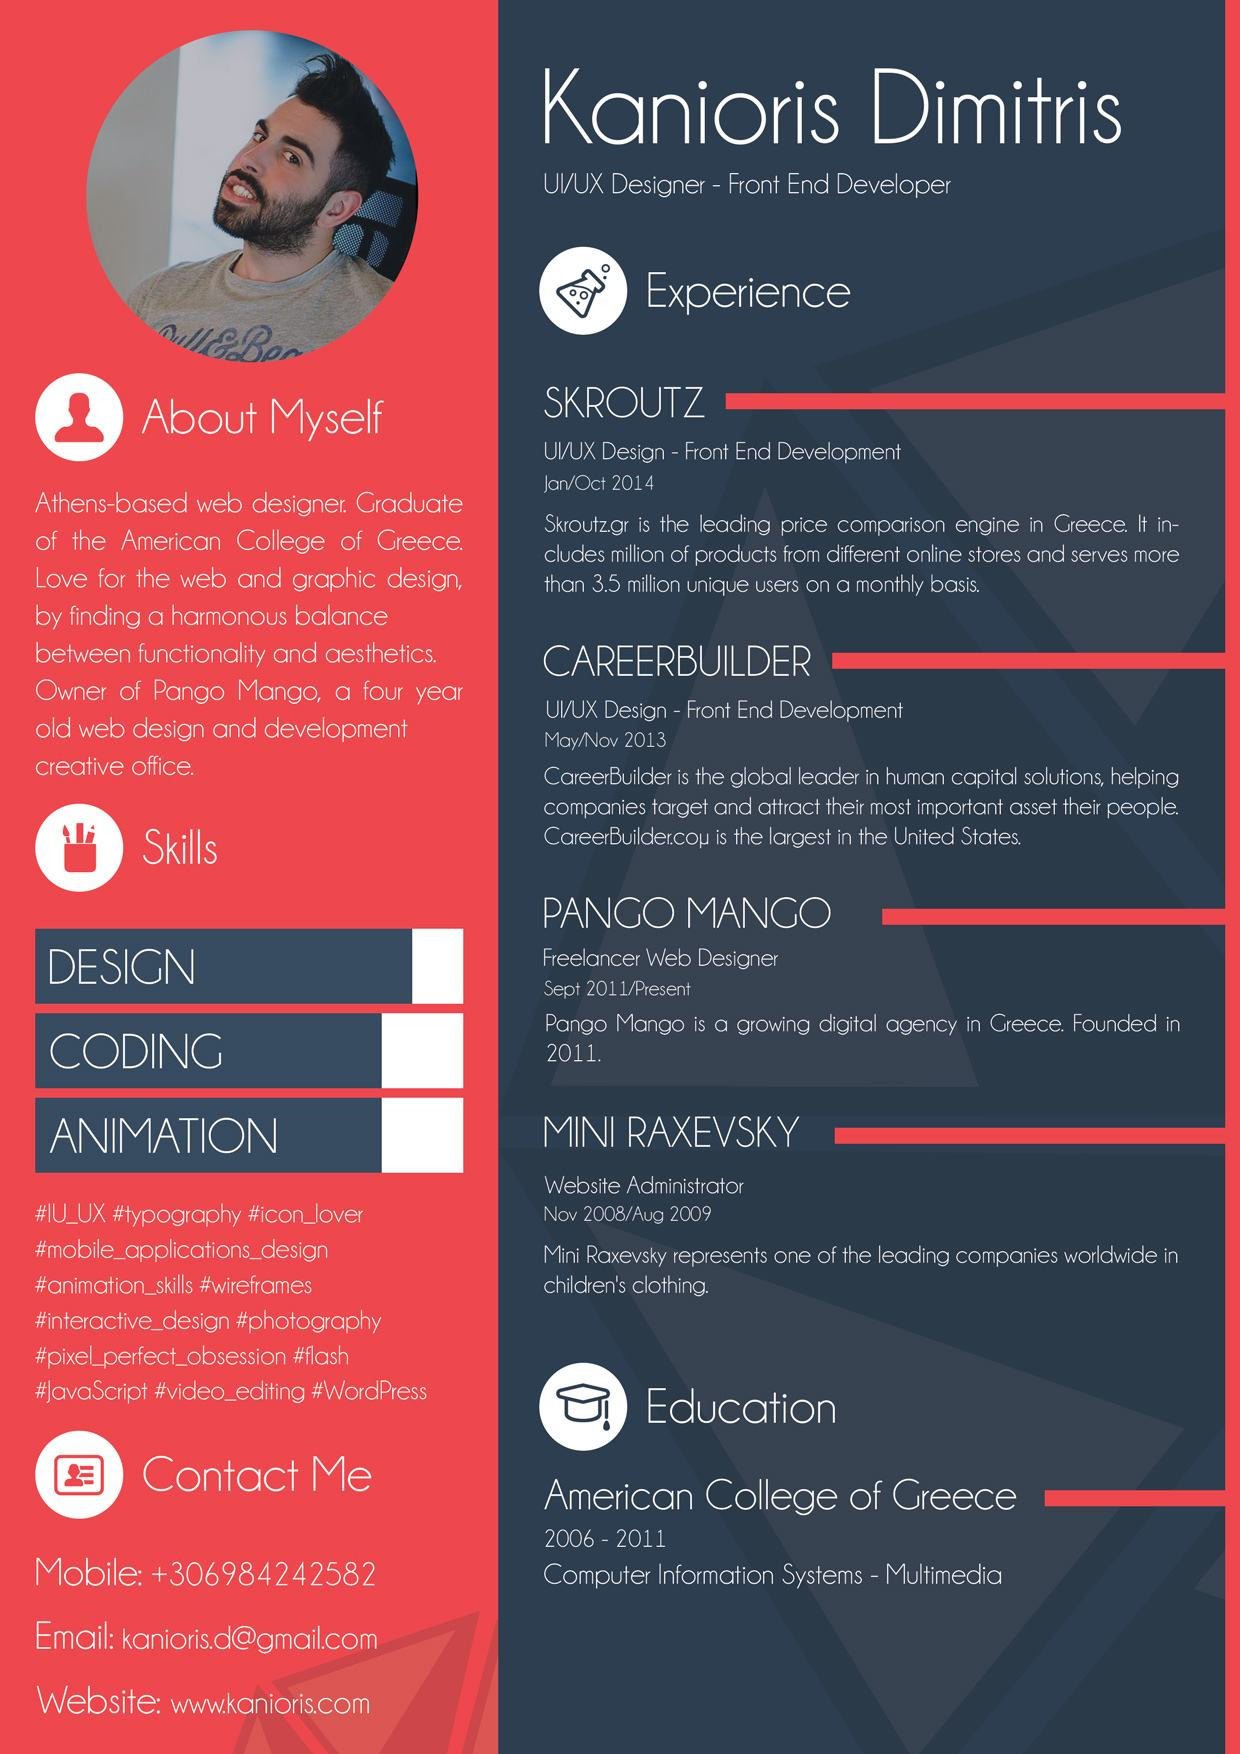 Pull&Bea
About Myself
Athens-based web designer. Graduate
of the American College of Greece.
Love for the web and graphic design,
by finding a harmonous balance
between functionality and aesthetics.
Owner of Pango Mango, a four year
old web design and development
creative office.
Skills
DESIGN
CODING
ANIMATION
#IU_UX #typography #icon_lover
#mobile_applications_design
#animation_skills #wireframes
#interactive_design #photography
#pixel_perfect_obsession #flash
#JavaScript #video_editing #WordPress
Contact Me
Mobile: +306984242582
Email: kanioris.d@gmail.com
Website: www.kanioris.com
Kanioris Dimitris
UI/UX Designer - Front End Developer
Experience
SKROUTZ
UI/UX Design - Front End Development
Jan/Oct 2014
Skroutz.gr is the leading price comparison engine in Greece. It in-
cludes million of products from different online stores and serves more
than 3.5 million unique users on a monthly basis.
CAREERBUILDER
UI/UX Design - Front End Development
May/Nov 2013
CareerBuilder is the global leader in human capital solutions, helping
companies target and attract their most important asset their people.
CareerBuilder.coμ is the largest in the United States.
PANGO MANGO
Freelancer Web Designer
Sept 2011/Present
Pango Mango is a growing digital agency in Greece. Founded in
2011.
MINI RAXEVSKY
Website Administrator
Nov 2008/Aug 2009
Mini Raxevsky represents one of the leading companies worldwide in
children's clothing.
Education
American College of Greece
2006 - 2011
Computer Information Systems - Multimedia